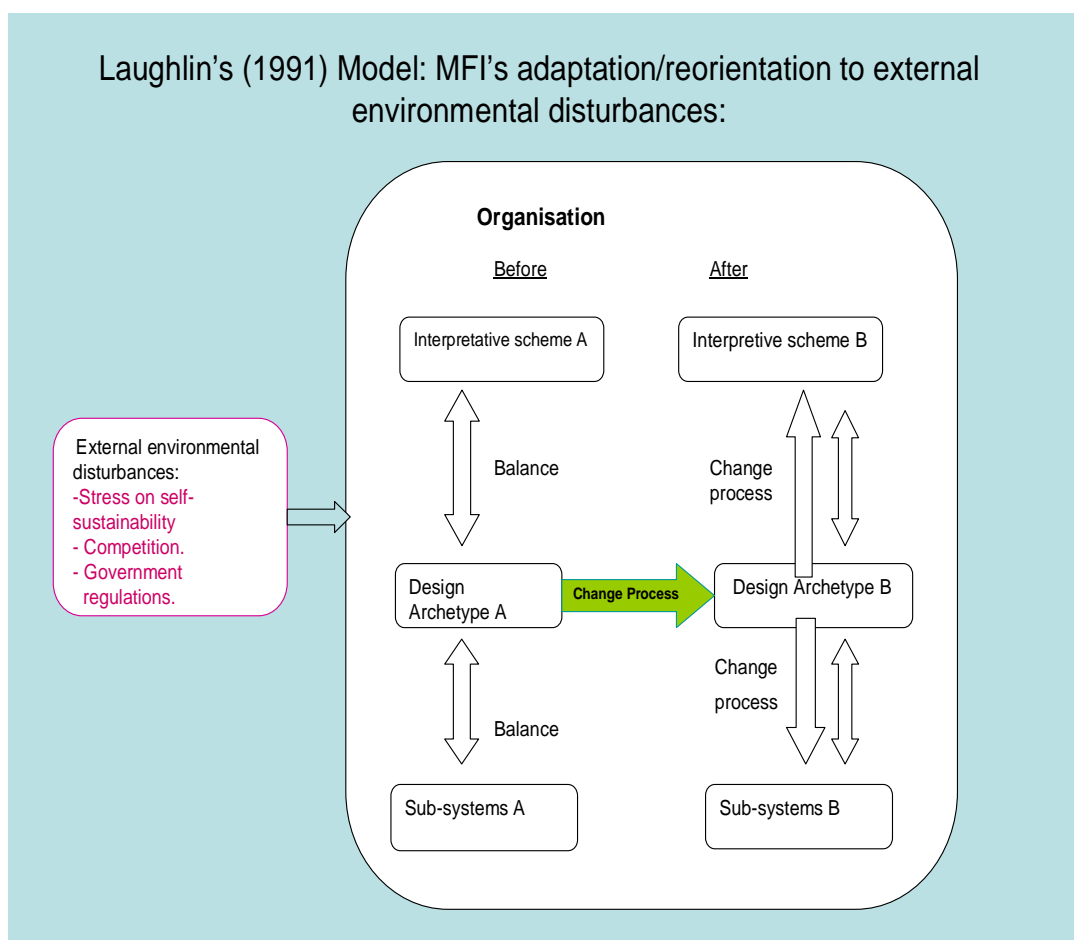 Laughlin's (1991) Model: MFI's adaptation/reorientation to external
environmental disturbances:
Organisation
Before
After
Interpretative scheme A
Interpretive scheme B
External environmental
disturbances:
-Stress on self-
sustainability
- Competition.
- Government
regulations.
Balance
Change
process
Design
Archetype A
Change Process
Design Archetype B
Balance
Change
process
Sub-systems A
Sub-systems B